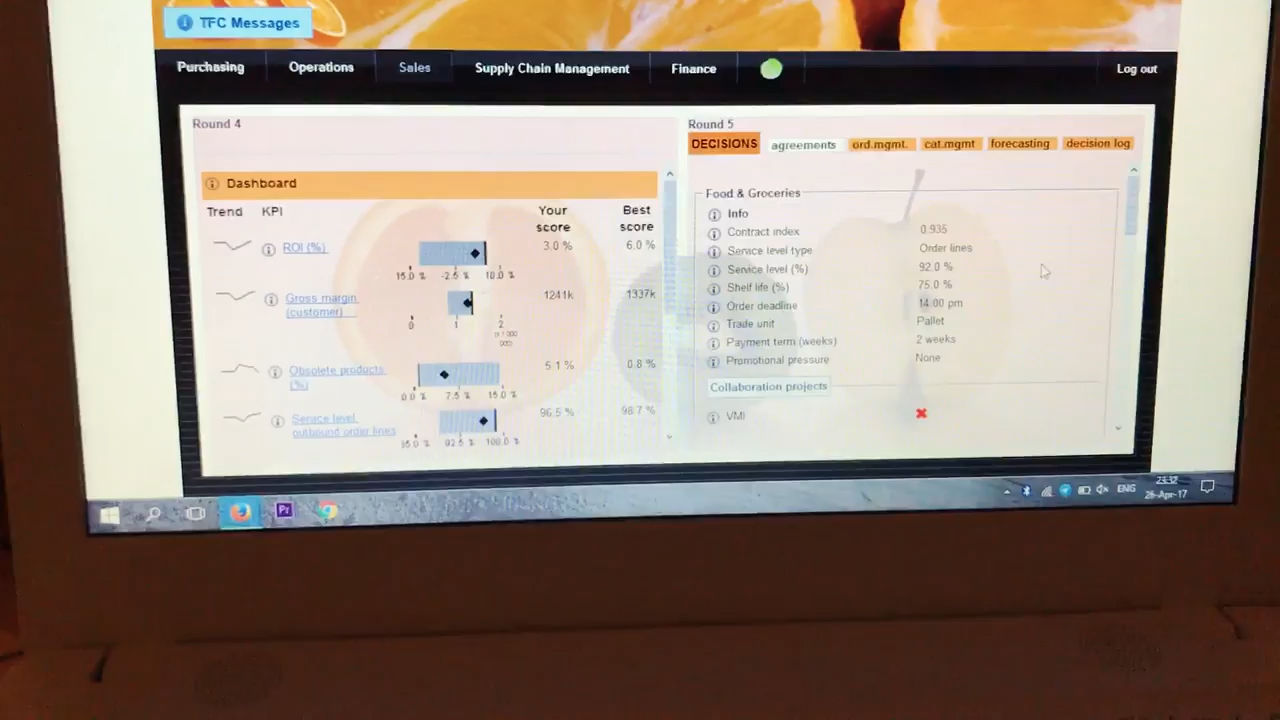 TFC Messages
Purchasing Operations Sales Supply Chain Management Finance Log out
Round 4
Dashboard
Trend KPI Your score Best score
ROI (%) 3.0 % 6.0 %
15.0 % -2.5 % 10.0 %
Gross margin (customer) 1241k 1337k
0 1 2
Obsolete products (%) 5.1 % 0.8 %
0.0 % 7.5 % 15.0 %
Service level outbound order lines 96.5 % 98.7 %
85.0 % 92.5 % 100.0 %
Round 5
DECISIONS agreements ord.mgmt. cat.mgmt forecasting decision log
Food & Groceries
Info
Contract index 0.935
Service level type Order lines
Service level (%) 92.0 %
Shelf life (%) 75.0 %
Order deadline 14:00 pm
Trade unit Pallet
Payment term (weeks) 2 weeks
Promotional pressure None
Collaboration projects
VMI
Pr
ENG
23:32
26-Apr-17